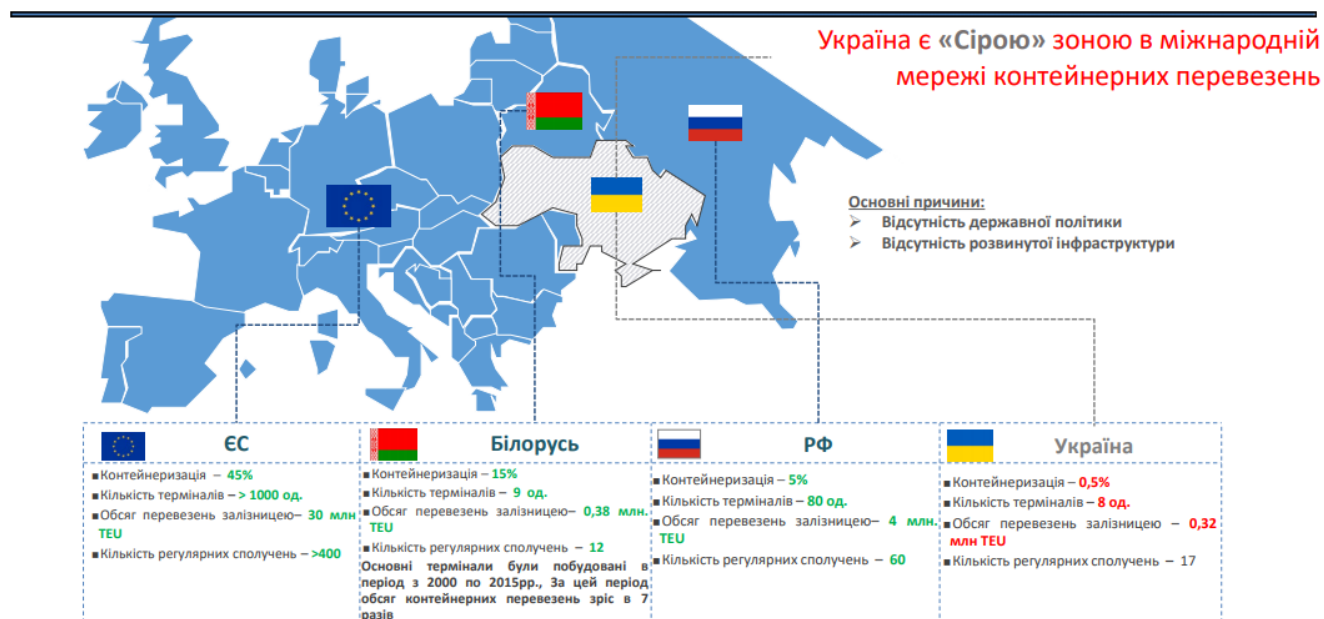 Україна є «Сірою» зоною в міжнародній
мережі контейнерних перевезень
Основні причини:
➢ Відсутність державної політики
➢ Відсутність розвинутої інфраструктури
ЄС
■Контейнеризація – 45%
■Кількість терміналів – > 1000 од.
■Обсяг перевезень залізницею– 30 млн
TEU
■Кількість регулярних сполучень – >400
Білорусь
■Контейнеризація – 15%
■Кількість терміналів – 9 од.
■Обсяг перевезень залізницею– 0,38 млн.
TEU
■Кількість регулярних сполучень – 12
Основні термінали були побудовані в
період з 2000 по 2015рр., За цей період
обсяг контейнерних перевезень зріс в 7
разів
РФ
■Контейнеризація – 5%
■Кількість терміналів – 80 од.
■Обсяг перевезень залізницею– 4 млн.
TEU
■Кількість регулярних сполучень – 60
Україна
■Контейнеризація – 0,5%
■Кількість терміналів – 8 од.
■Обсяг перевезень залізницею – 0,32
млн TEU
■Кількість регулярних сполучень – 17